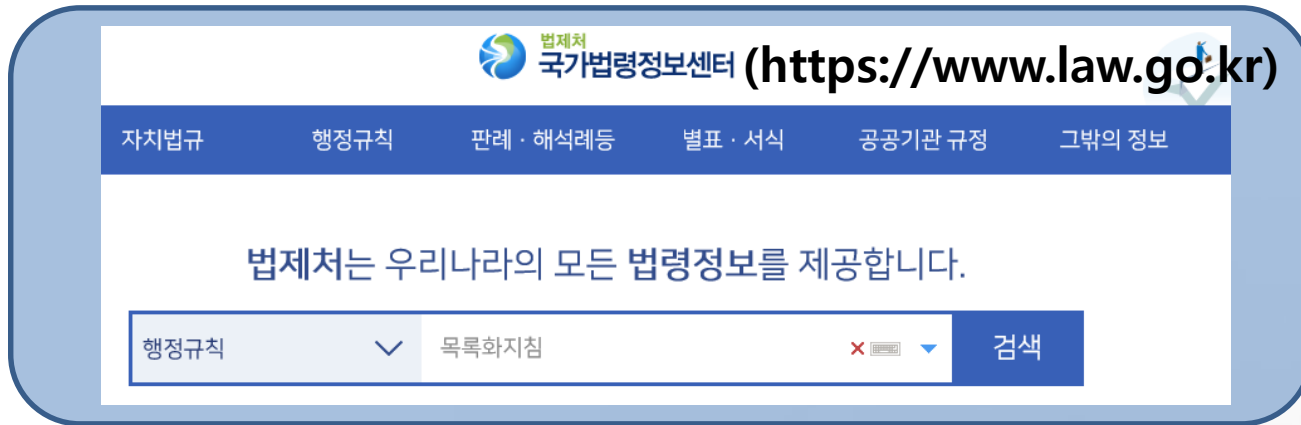 법제처
국가법령정보센터 (https://www.law.go.kr)
자치법규 행정규칙 판례·해석례등 별표·서식 공공기관 규정 그밖의 정보
법제처는 우리나라의 모든 법령정보를 제공합니다.
행정규칙 목록화지침 검색